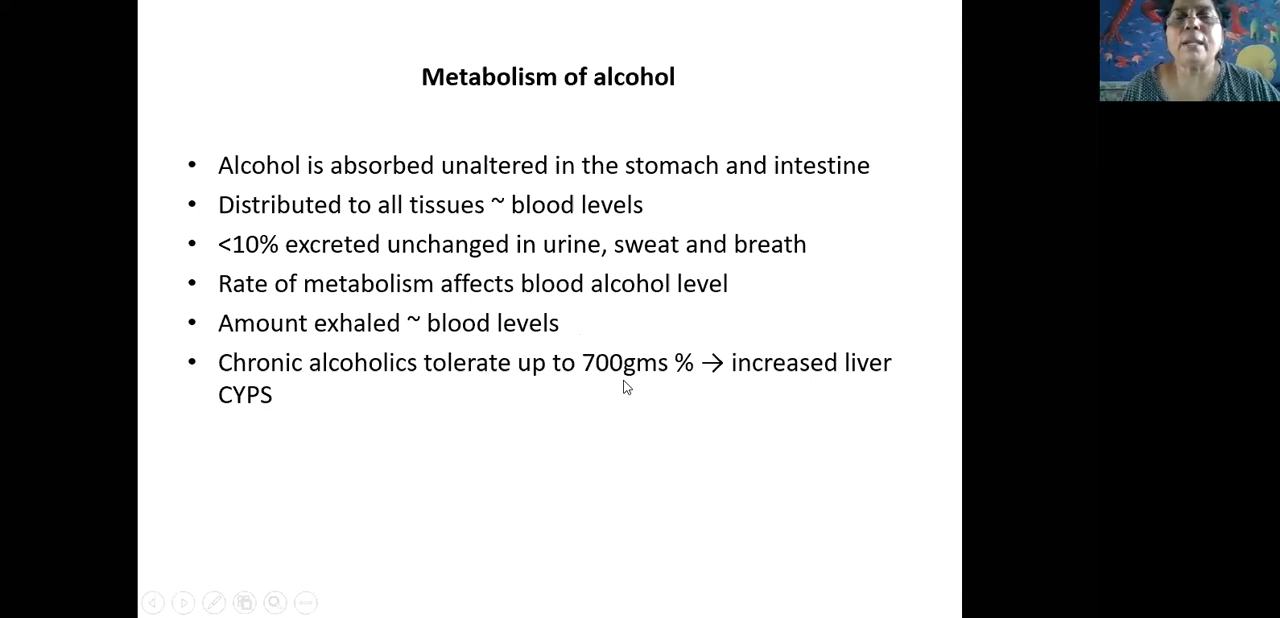 Metabolism of alcohol
• Alcohol is absorbed unaltered in the stomach and intestine
• Distributed to all tissues ~ blood levels
• <10% excreted unchanged in urine, sweat and breath
• Rate of metabolism affects blood alcohol level
• Amount exhaled ~ blood levels
• Chronic alcoholics tolerate up to 700gms % → increased liver
CYPS